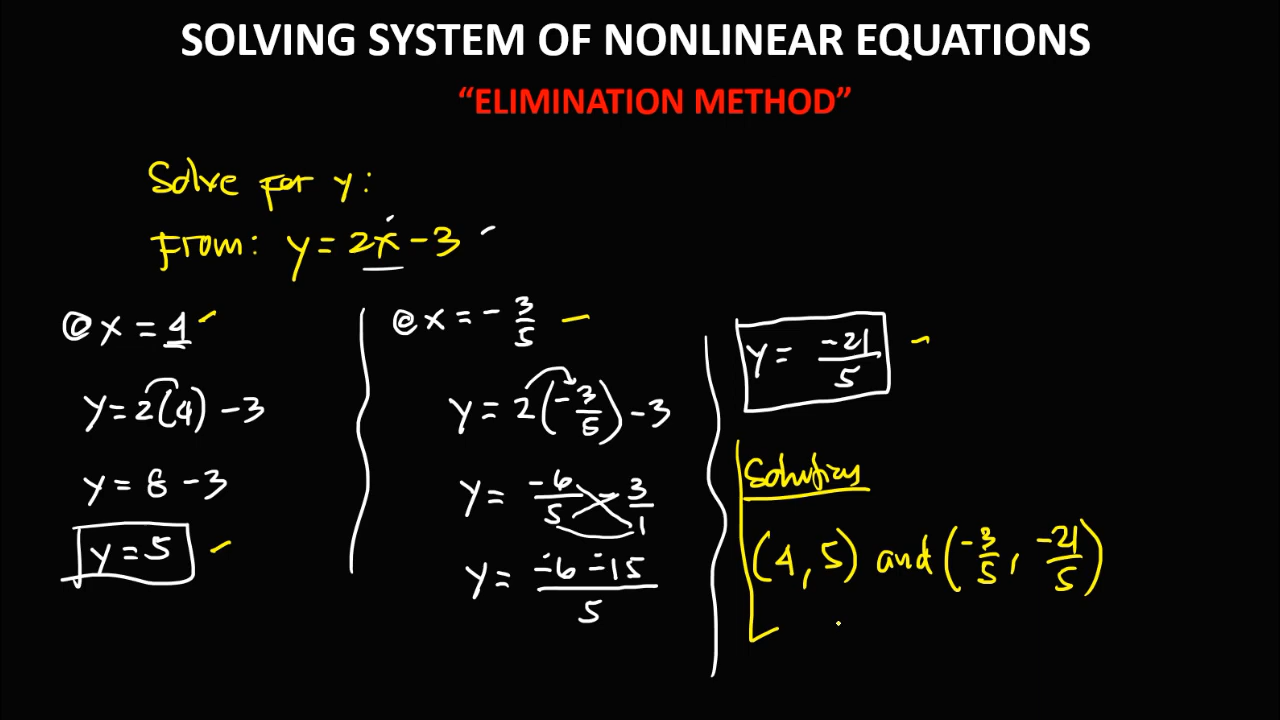 SOLVING SYSTEM OF NONLINEAR EQUATIONS
“ELIMINATION METHOD”
Solve for y:
From: y = 2x - 3
@ x = 4
y = 2(4) - 3
y = 8 - 3
y = 5
@ x = - 3/5
y = 2(-3/5) - 3
y = -6/5 - 3/1
y = -6 -15/5
y = -21/5
Solutions
(4, 5) and (-3/5, -21/5)